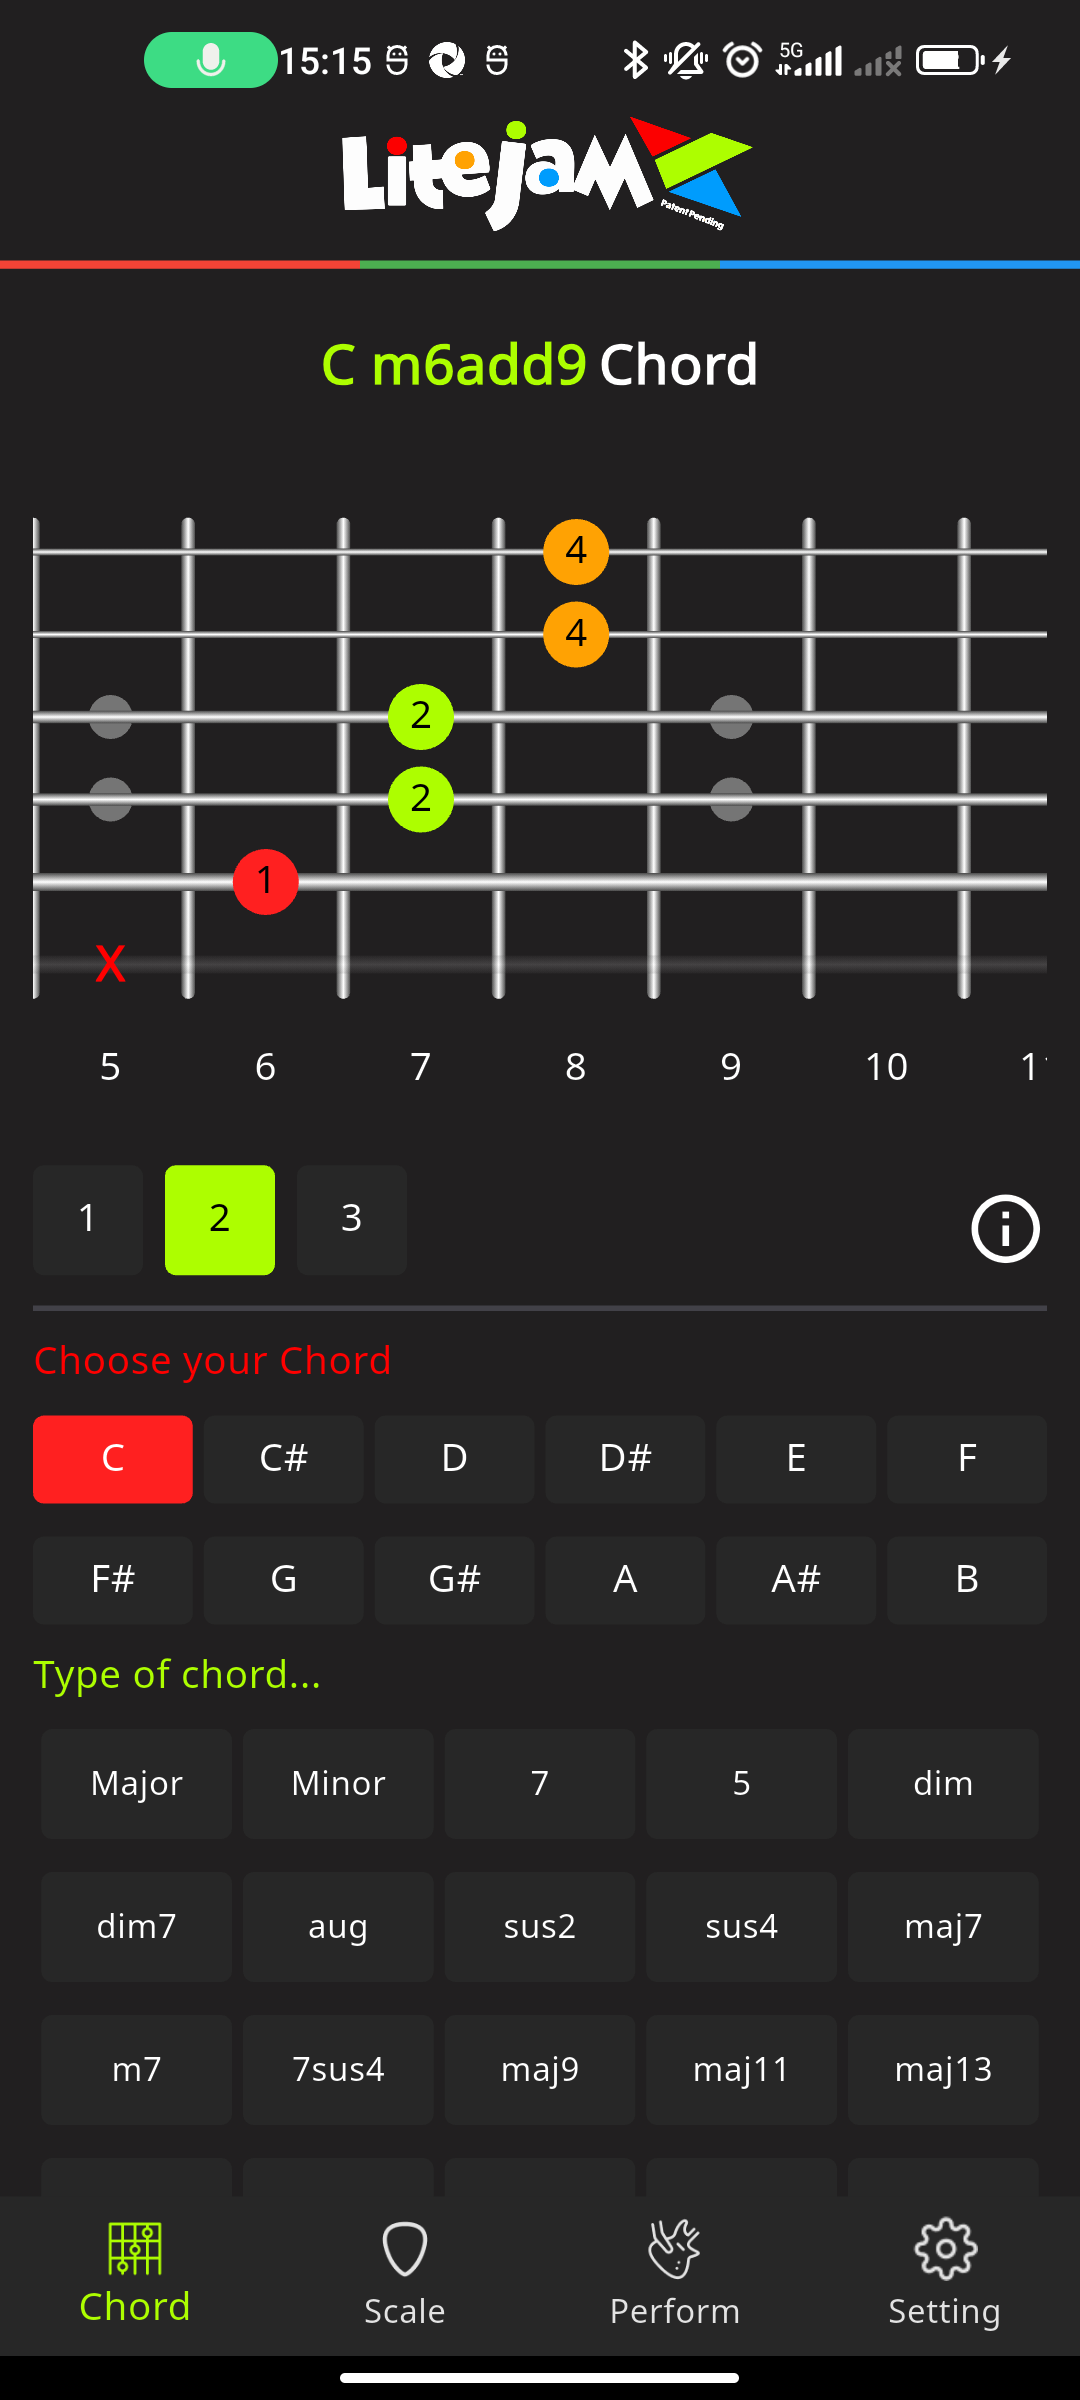 15:15 5G
Litejam
Patent Pending
C m6add9 Chord
4
4
2
2
1
X
5 6 7 8 9 10 11
1 2 3
Choose your Chord
C C# D D# E F
F# G G# A A# B
Type of chord...
Major Minor 7 5 dim
dim7 aug sus2 sus4 maj7
m7 7sus4 maj9 maj11 maj13
Chord Scale Perform Setting